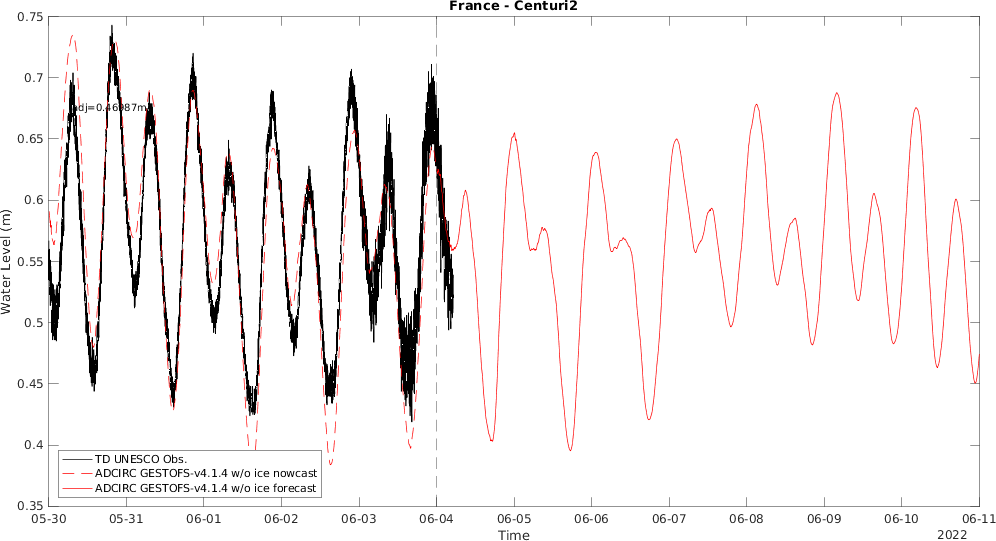 France - Centuri2
0.75
0.7
0.65
0.6
0.55
0.5
0.45
0.4
0.35
Water Level (m)
adj=0.46987m
TD UNESCO Obs.
ADCIRC GESTOFS-v4.1.4 w/o ice nowcast
ADCIRC GESTOFS-v4.1.4 w/o ice forecast
05-30 05-31 06-01 06-02 06-03 06-04 06-05 06-06 06-07 06-08 06-09 06-10 06-11
Time
2022